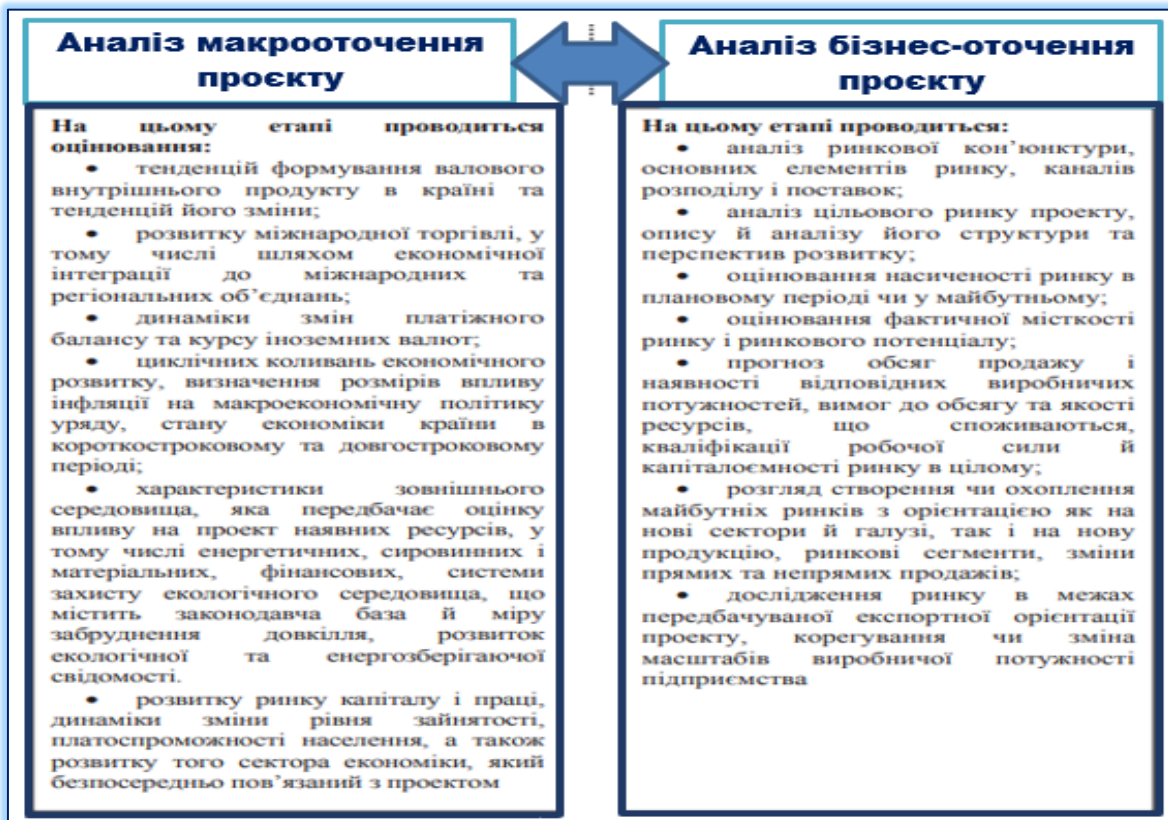 Аналіз макрооточення
проєкту
На цьому етапі проводиться
оцінювання:
• тенденцій формування валового
внутрішнього продукту в країні та
тенденцій його зміни;
• розвитку міжнародної торгівлі, у
тому числі шляхом економічної
інтеграції до міжнародних та
регіональних об’єднань;
• динаміки змін платіжного
балансу та курсу іноземних валют;
• циклічних коливань економічного
розвитку, визначення розмірів впливу
інфляції на макроекономічну політику
уряду, стану економіки країни в
короткостроковому та довгостроковому
періоді;
• характеристики зовнішнього
середовища, яка передбачає оцінку
впливу на проект наявних ресурсів, у
тому числі енергетичних, сировинних і
матеріальних, фінансових, системи
захисту екологічного середовища, що
містить законодавча база й міру
забруднення довкілля, розвиток
екологічної та енергозберігаючої
свідомості.
• розвитку ринку капіталу і праці,
динаміки зміни рівня зайнятості,
платоспроможності населення, а також
розвитку того сектора економіки, який
безпосередньо пов’язаний з проектом
Аналіз бізнес-оточення
проєкту
На цьому етапі проводиться:
• аналіз ринкової кон’юнктури,
основних елементів ринку, каналів
розподілу і поставок;
• аналіз цільового ринку проекту,
опису й аналізу його структури та
перспектив розвитку;
• оцінювання насиченості ринку в
плановому періоді чи у майбутньому;
• оцінювання фактичної місткості
ринку і ринкового потенціалу;
• прогноз обсяг продажу і
наявності відповідних виробничих
потужностей, вимог до обсягу та якості
ресурсів, що споживаються,
кваліфікації робочої сили й
капіталоємності ринку в цілому;
• розгляд створення чи охоплення
майбутніх ринків з орієнтацією як на
нові сектори й галузі, так і на нову
продукцію, ринкові сегменти, зміни
прямих та непрямих продажів;
• дослідження ринку в межах
передбачуваної експортної орієнтації
проекту, корегування чи зміна
масштабів виробничої потужності
підприємства